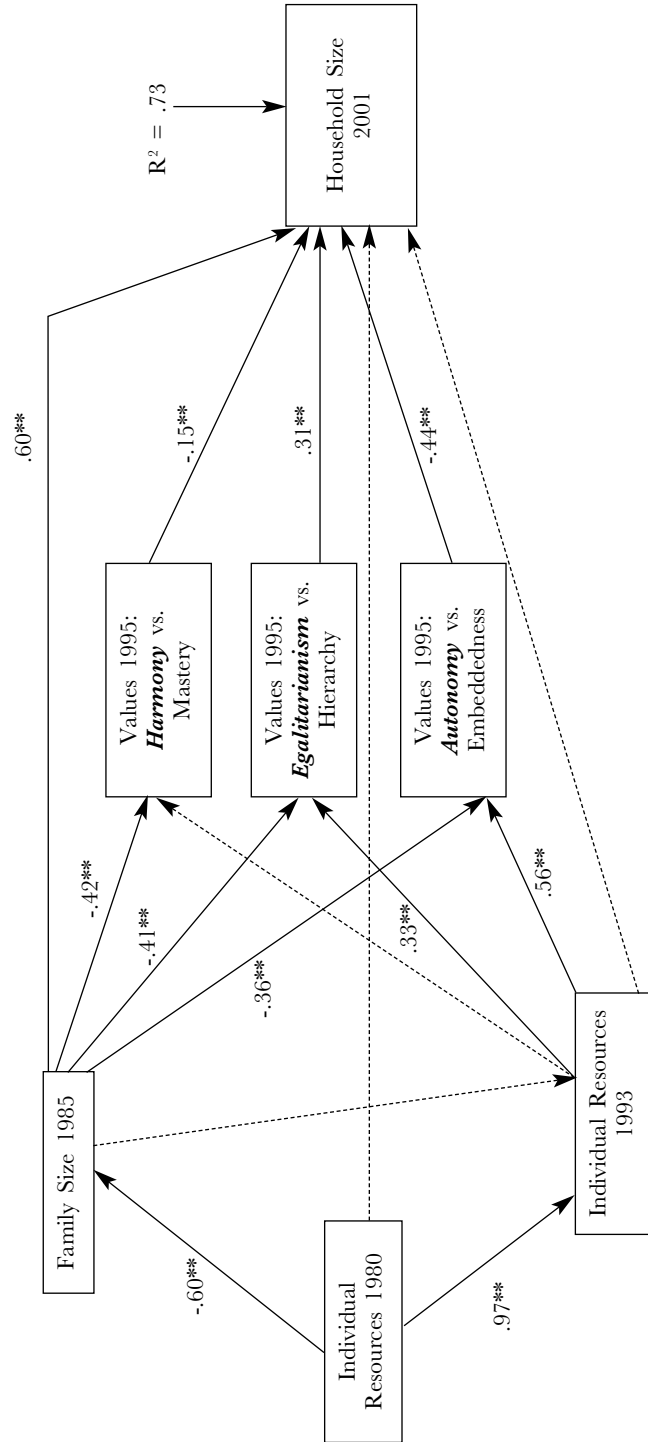 R² = .73
Household Size
2001
.60**
-.15**
.31**
-.44**
Values 1995:
Harmony vs.
Mastery
Values 1995:
Egalitarianism vs.
Hierarchy
Values 1995:
Autonomy vs.
Embeddedness
-.42**
-.41**
-.36**
.33**
.56**
Family Size 1985
Individual Resources
1993
-.60**
.97**
Individual
Resources 1980